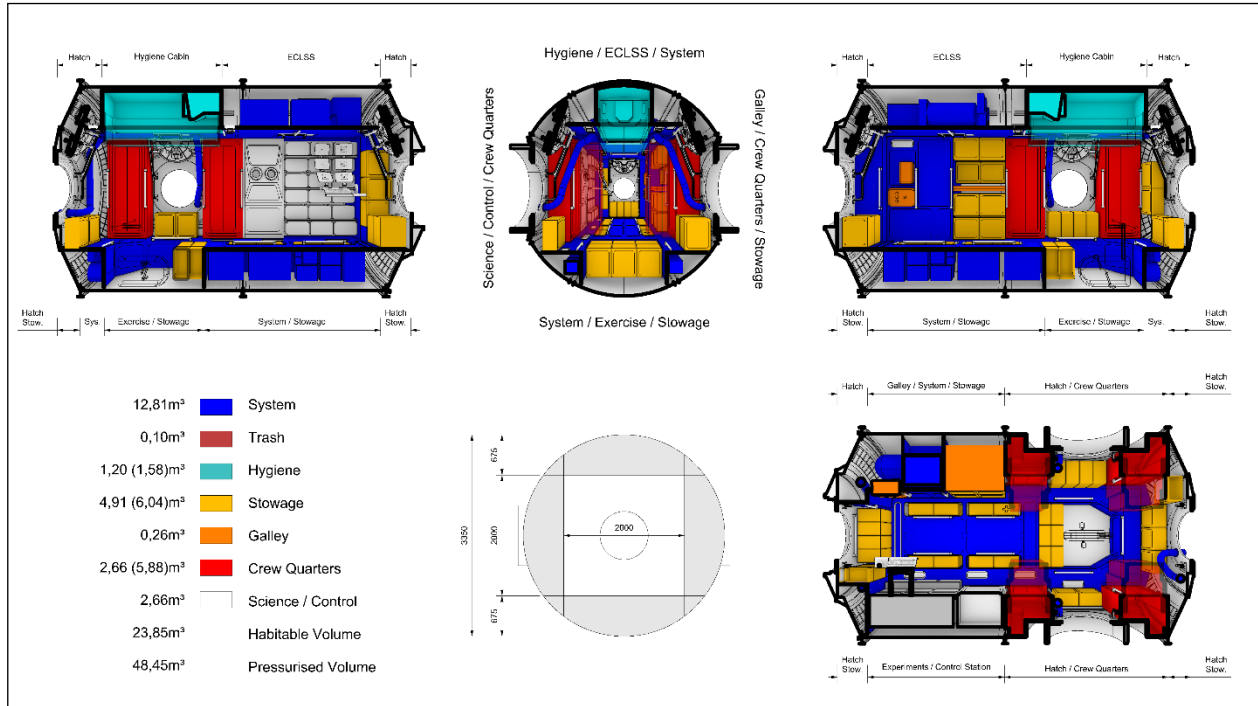 Hatch Hygiene Cabin ECLSS Hatch
Hatch Stow. Sys. Exercise / Stowage System / Stowage Hatch Stow.
Hygiene / ECLSS / System
Science / Control / Crew Quarters
Galley / Crew Quarters / Stowage
System / Exercise / Stowage
ECLSS Hygiene Cabin Hatch
Hatch Stow. System / Stowage Exercise / Stowage Sys. Hatch Stow.
12,81m³ System
0,10m³ Trash
1,20 (1,58)m³ Hygiene
4,91 (6,04)m³ Stowage
0,26m³ Galley
2,66 (5,88)m³ Crew Quarters
2,66m³ Science / Control
23,85m³ Habitable Volume
48,45m³ Pressurised Volume
675
3350
2000
2000
675
Hatch Galley / System / Stowage Hatch / Crew Quarters Hatch Stow.
Hatch Stow. Experiments / Control Station Hatch / Crew Quarters Hatch Stow.